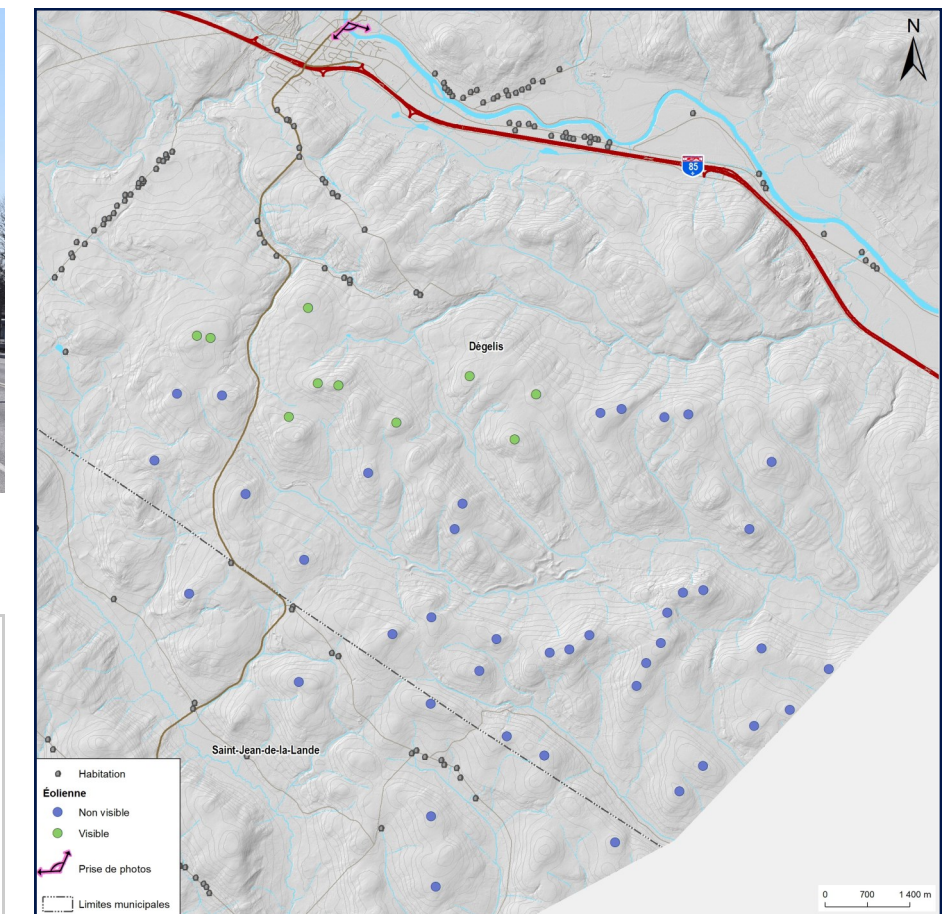 N
85
Dégelis
Saint-Jean-de-la-Lande
Habitation
Éolienne
Non visible
Visible
Prise de photos
Limites municipales
0 700 1 400 m